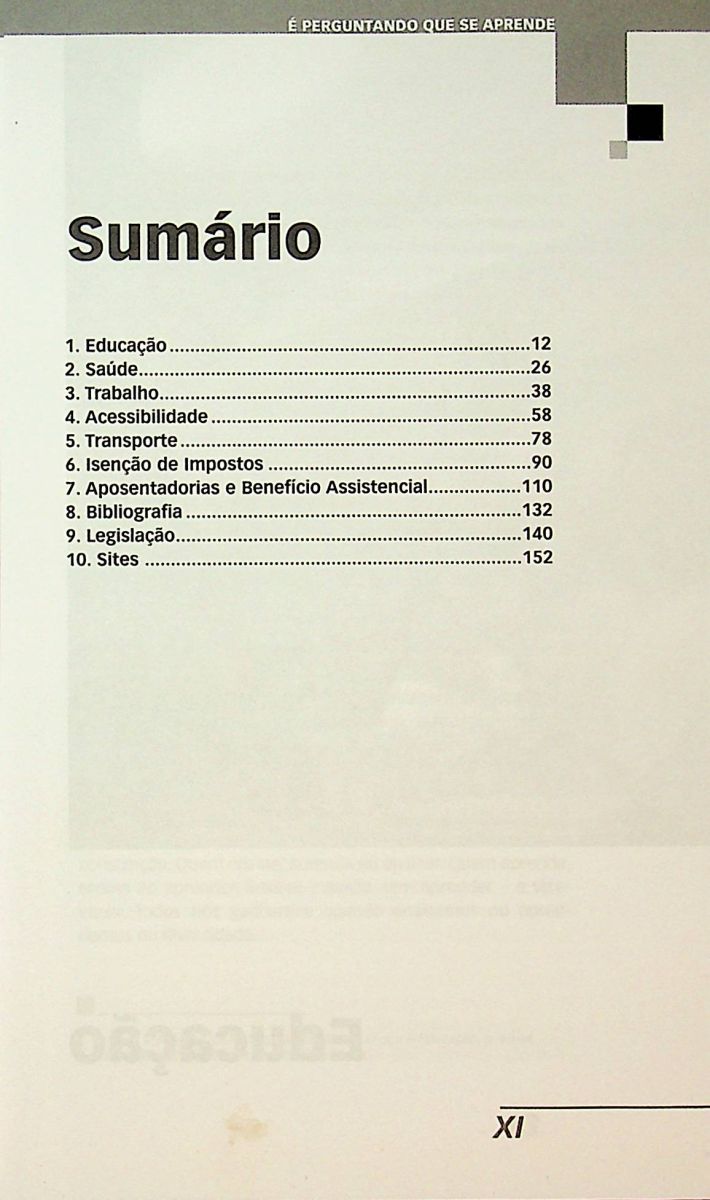 É PERGUNTANDO QUE SE APRENDE
Sumário
1. Educação......................................................................12
2. Saúde............................................................................26
3. Trabalho........................................................................38
4. Acessibilidade..............................................................58
5. Transporte....................................................................78
6. Isenção de Impostos ...................................................90
7. Aposentadorias e Benefício Assistencial..................110
8. Bibliografia .................................................................132
9. Legislação...................................................................140
10. Sites ..........................................................................152
Educação
XI